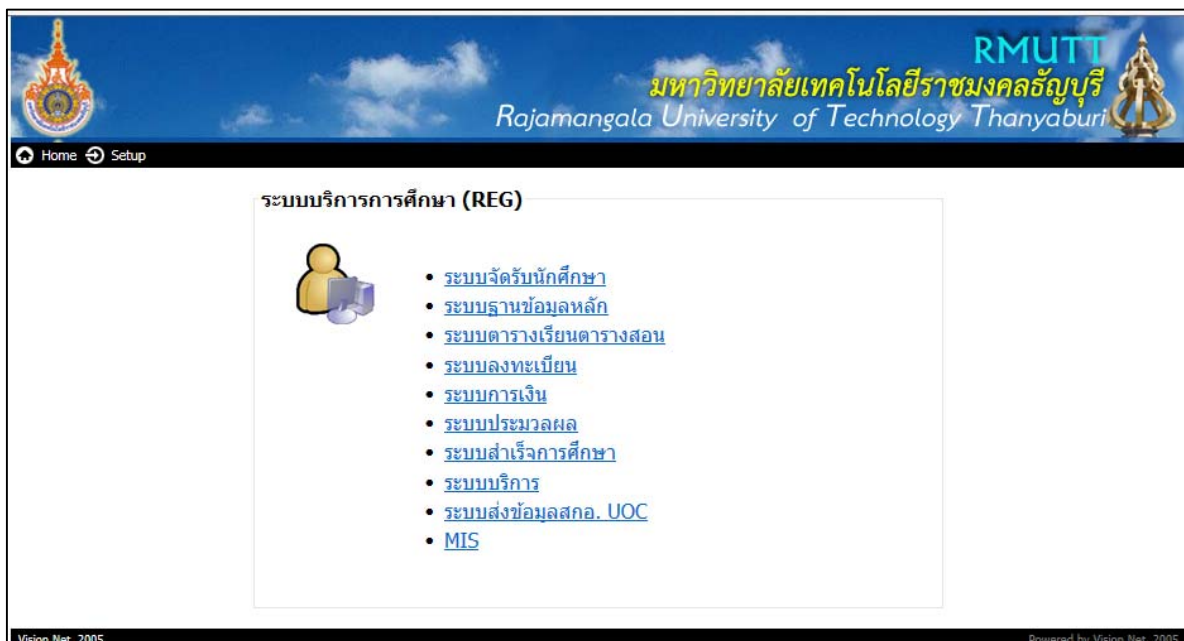 RMUTT
มหาวิทยาลัยเทคโนโลยีราชมงคลธัญบุรี
Rajamangala University of Technology Thanyaburi
Home Setup
ระบบบริการการศึกษา (REG)
ระบบจัดรับนักศึกษา
ระบบฐานข้อมูลหลัก
ระบบตารางเรียนตารางสอน
ระบบลงทะเบียน
ระบบการเงิน
ระบบประมวลผล
ระบบสำเร็จการศึกษา
ระบบบริการ
ระบบส่งข้อมูลสกอ. UOC
MIS
Vision Net, 2005 Powered by Vision Net, 2005